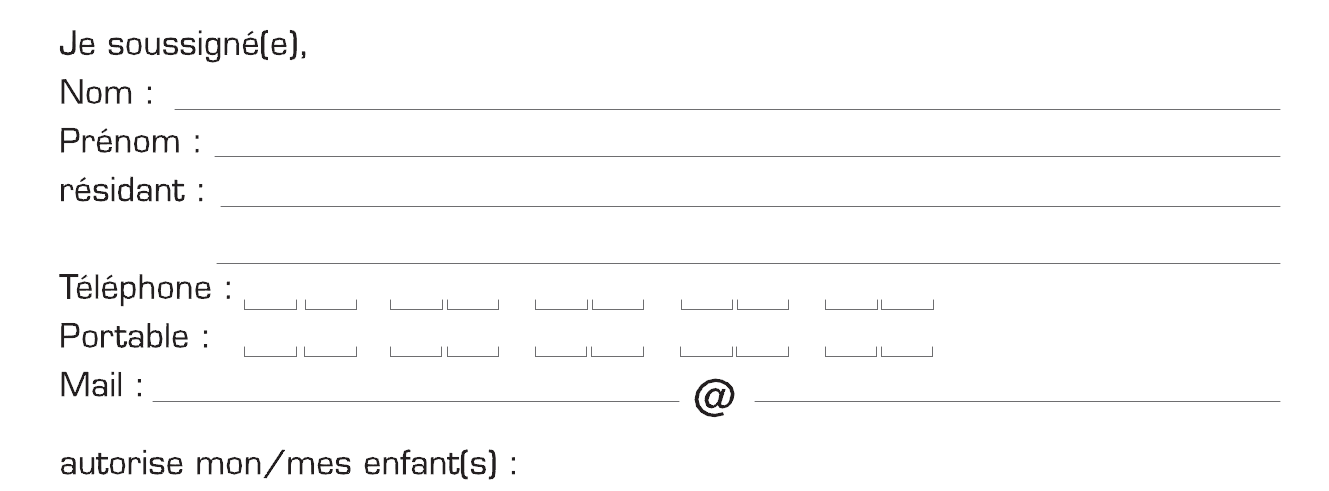 Je soussigné(e),
Nom :
Prénom :
résidant :
Téléphone :
Portable :
Mail : @
autorise mon/mes enfant(s) :